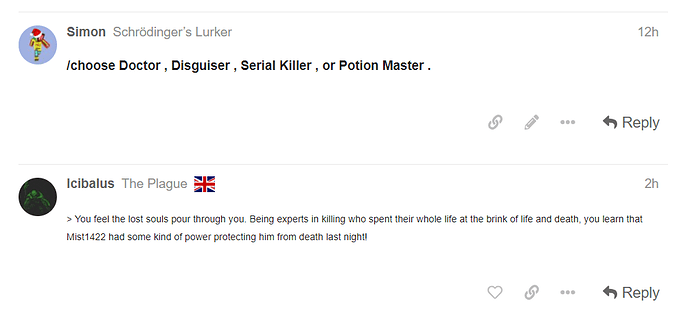 Simon Schrödinger's Lurker 12h
/choose Doctor , Disguiser , Serial Killer , or Potion Master .
Reply
Icibalus The Plague 2h
> You feel the lost souls pour through you. Being experts in killing who spent their whole life at the brink of life and death, you learn that
Mist1422 had some kind of power protecting him from death last night!
Reply